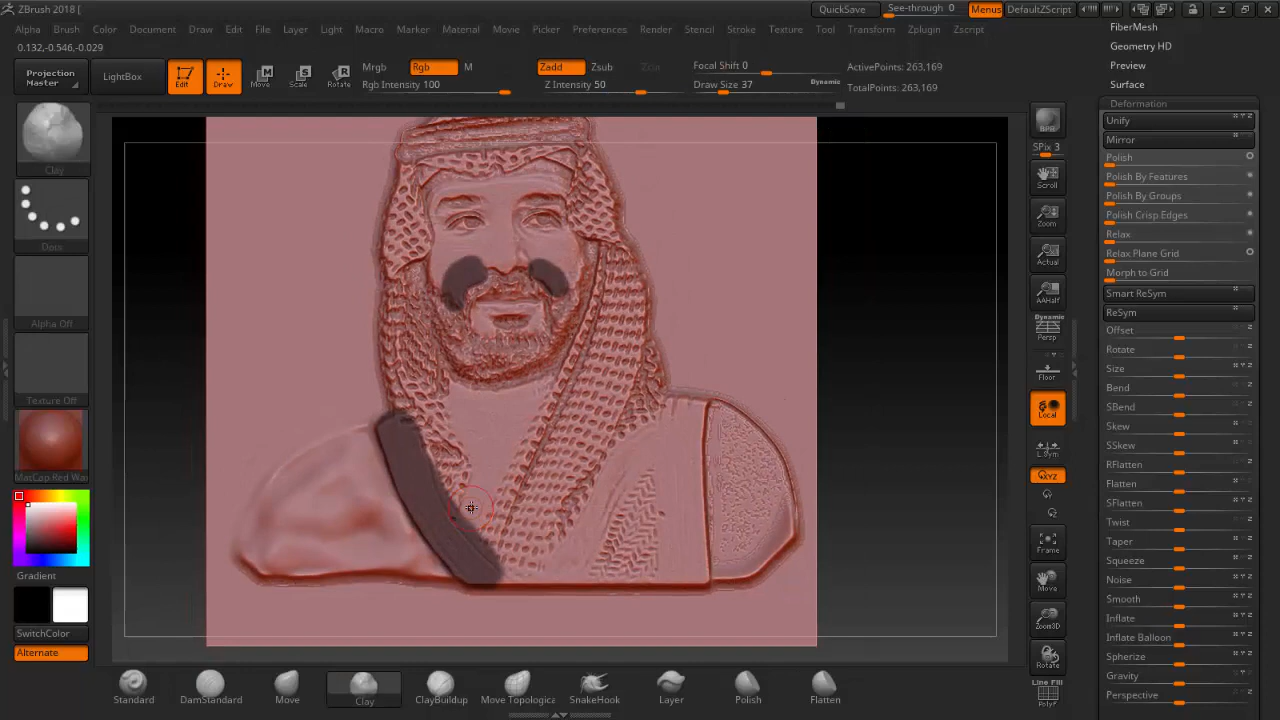 ZBrush 2018 [
QuickSave
See-through 0
Menus
DefaultZScript
Alpha Brush Color Document Draw Edit File Layer Light Macro Marker Material Movie Picker Preferences Render Stencil Stroke Texture Tool Transform Zplugin Zscript
0.132,-0.546,-0.029
Projection Master
LightBox
Edit
Draw
Move
Scale
Rotate
Mrgb Rgb M
Rgb Intensity 100
Zadd Zsub Zcut
Z Intensity 50
Focal Shift 0
Draw Size 37
Dynamic
ActivePoints: 263,169
TotalPoints: 263,169
Clay
Dots
Alpha Off
Texture Off
MatCap Red Wax
Gradient
SwitchColor
Alternate
BPR
SPix 3
Scroll
Zoom
Actual
AAHalf
Dynamic
Persp
Floor
Local
L.Sym
XYZ
Frame
Move
Zoom3D
Rotate
Line Fill
PolyF
FiberMesh
Geometry HD
Preview
Surface
Deformation
Unify
Mirror
Polish
Polish By Features
Polish By Groups
Polish Crisp Edges
Relax
Relax Plane Grid
Morph to Grid
Smart ReSym
ReSym
Offset
Rotate
Size
Bend
SBend
Skew
SSkew
RFlatten
Flatten
SFlatten
Twist
Taper
Squeeze
Noise
Smooth
Inflate
Inflate Balloon
Spherize
Gravity
Perspective
Standard
DamStandard
Move
Clay
ClayBuildup
Move Topologica
SnakeHook
Layer
Polish
Flatten